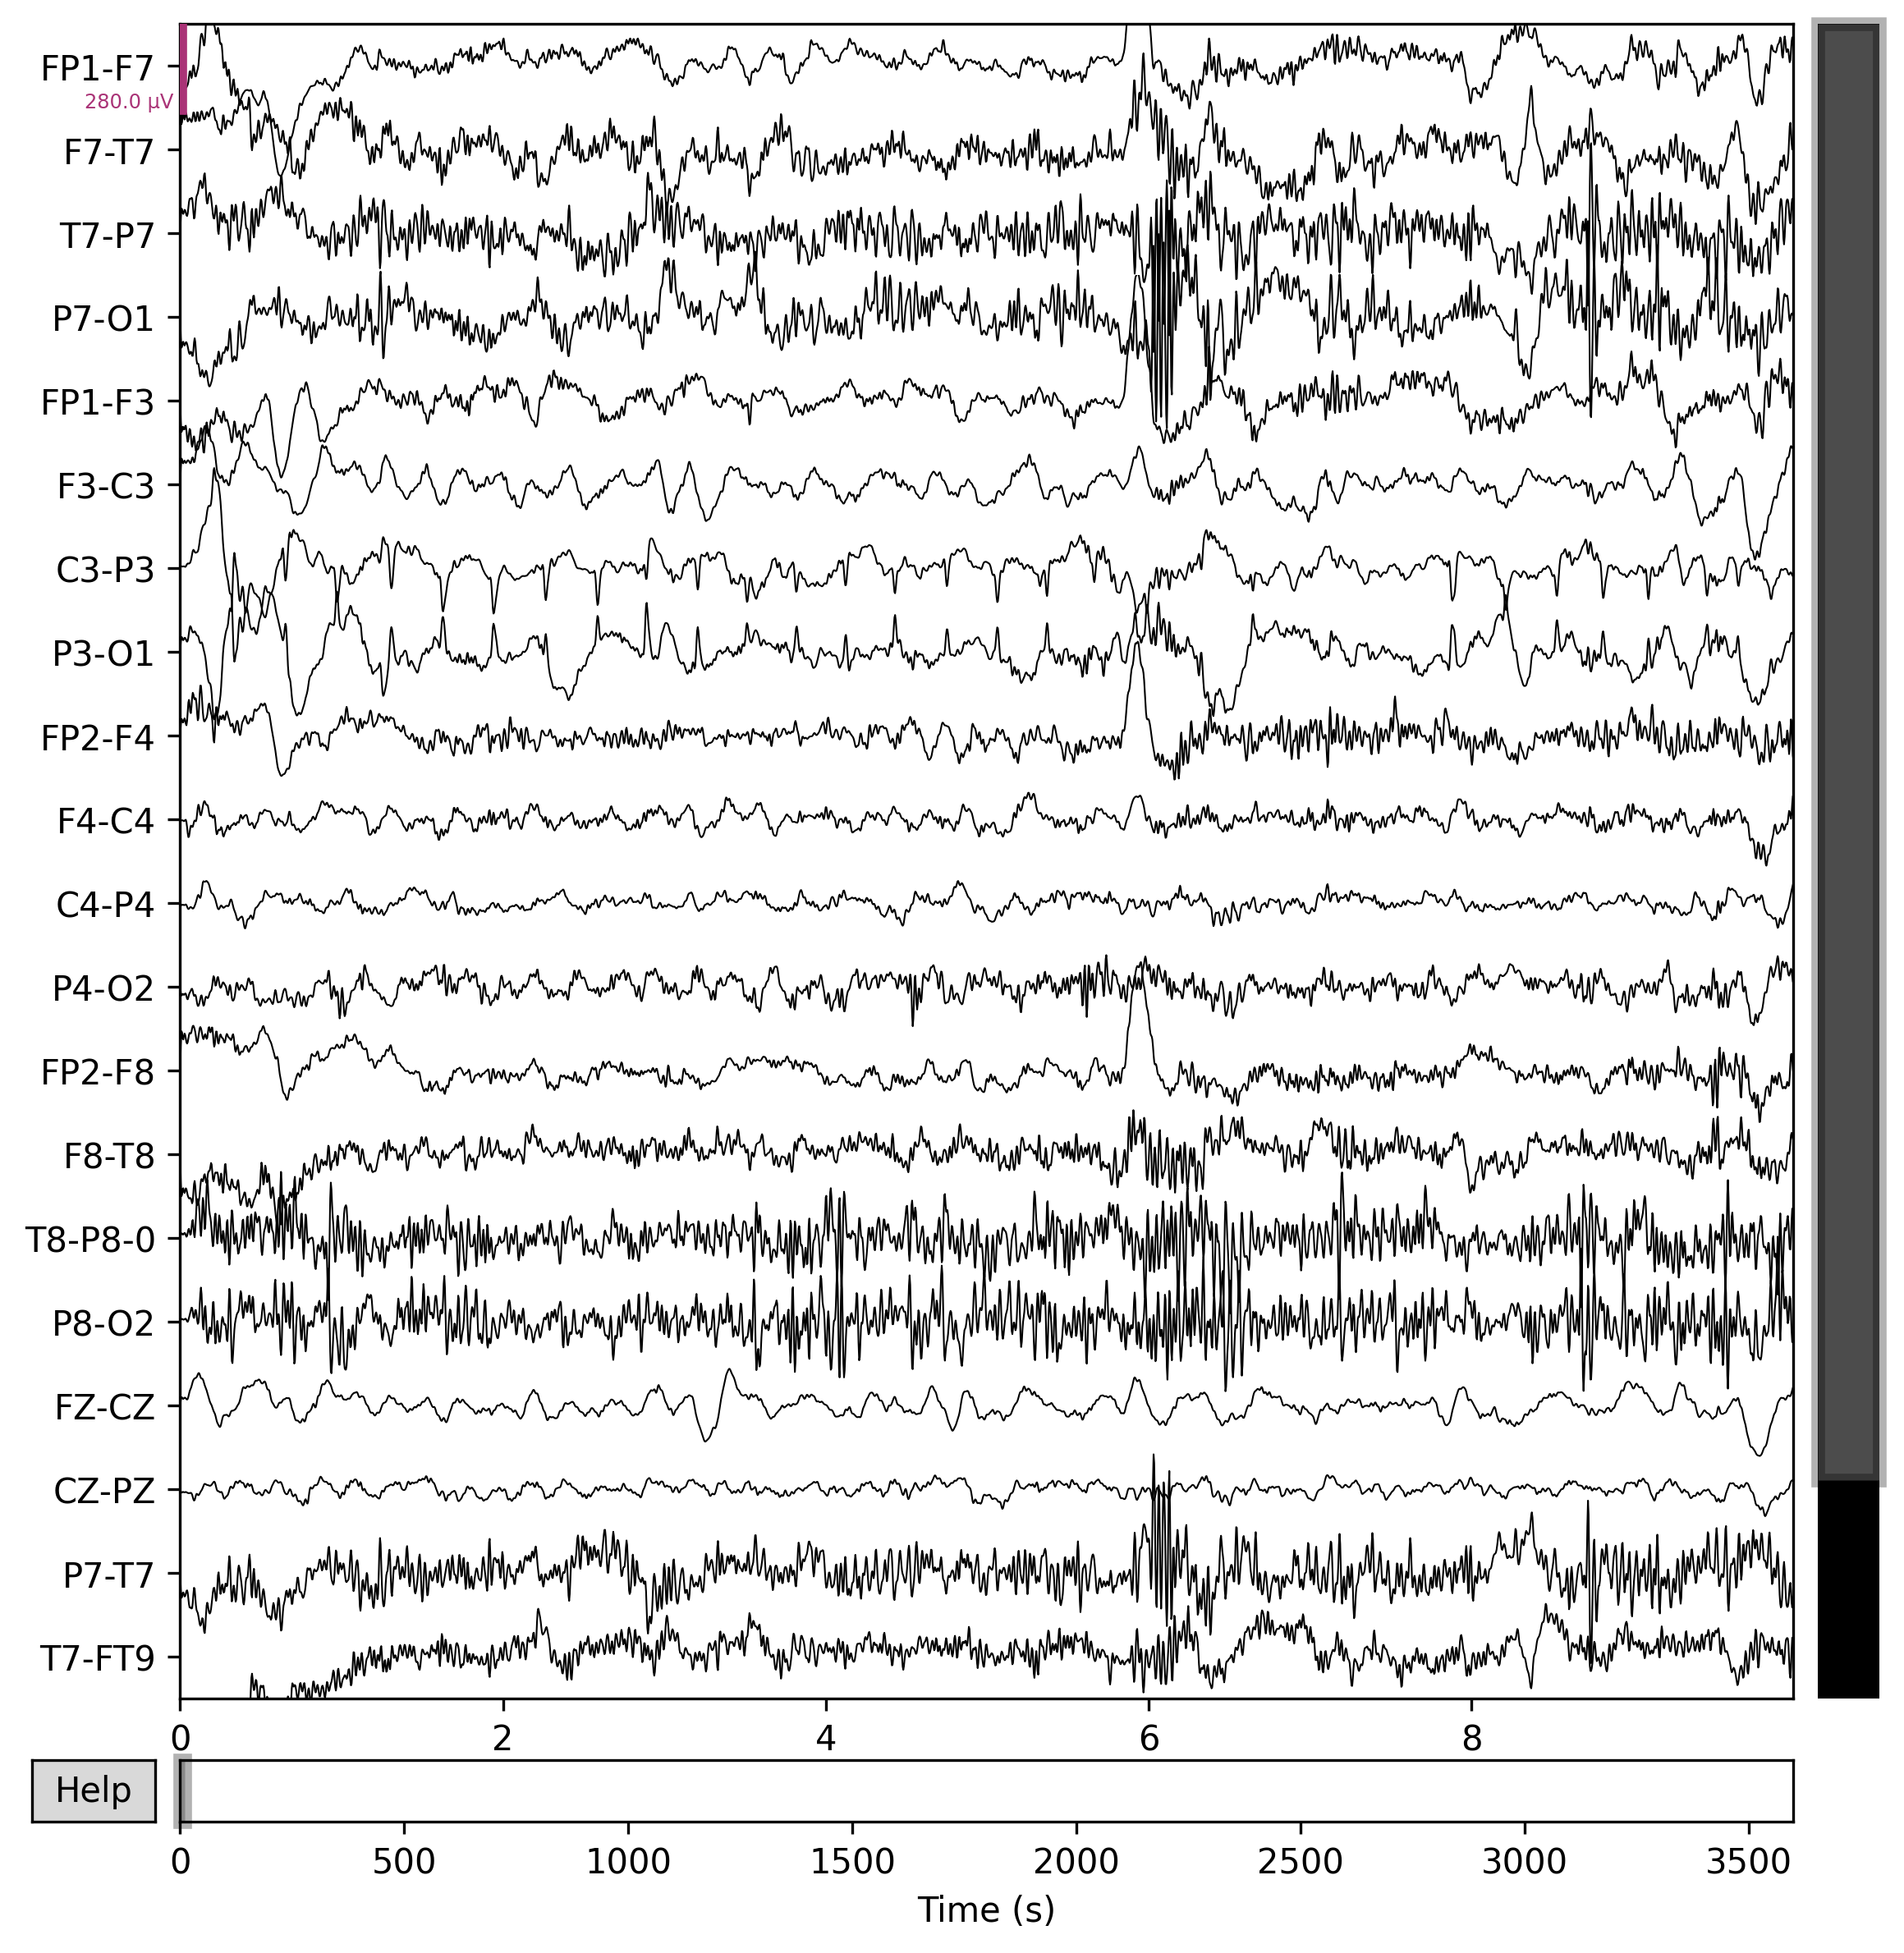 FP1-F7
280.0 µV
F7-T7
T7-P7
P7-O1
FP1-F3
F3-C3
C3-P3
P3-O1
FP2-F4
F4-C4
C4-P4
P4-O2
FP2-F8
F8-T8
T8-P8-0
P8-O2
FZ-CZ
CZ-PZ
P7-T7
T7-FT9
0 2 4 6 8
Help
0 500 1000 1500 2000 2500 3000 3500
Time (s)